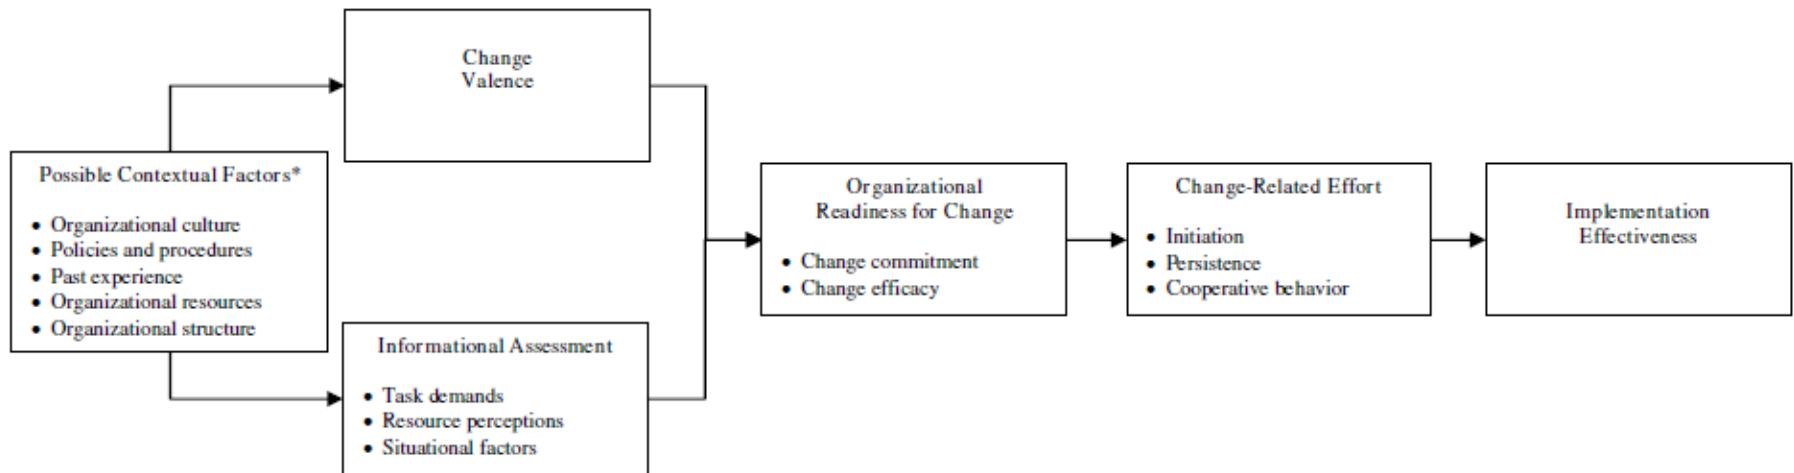 Change
Valence
Possible Contextual Factors*
• Organizational culture
• Policies and procedures
• Past experience
• Organizational resources
• Organizational structure
Informational Assessment
• Task demands
• Resource perceptions
• Situational factors
Organizational
Readiness for Change
• Change commitment
• Change efficacy
Change-Related Effort
• Initiation
• Persistence
• Cooperative behavior
Implementation
Effectiveness